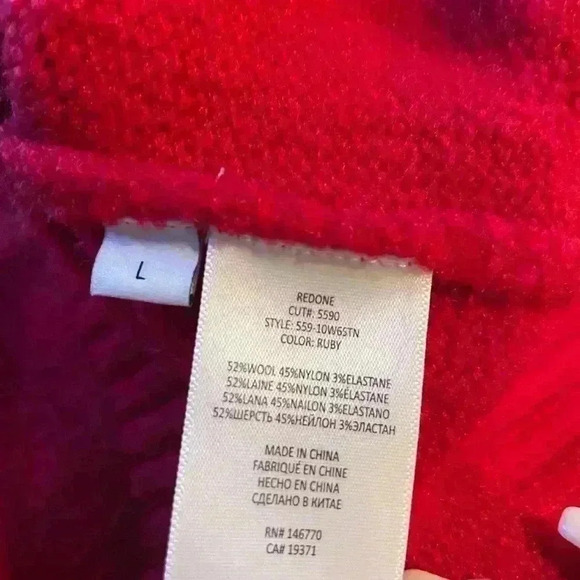 L
REDONE
CUT#: 5590
STYLE: 559-10W6STN
COLOR: RUBY
52%WOOL 45%NYLON 3%ELASTANE
52%LAINE 45%NYLON 3%ÉLASTANE
52%LANA 45%NAILON 3%ELASTANO
52%ШЕРСТЬ 45%НЕЙЛОН 3%ЭЛАСТАН
MADE IN CHINA
FABRIQUÉ EN CHINE
HECHO EN CHINA
СДЕЛАНО В КИТАЕ
RN# 146770
CA# 19371